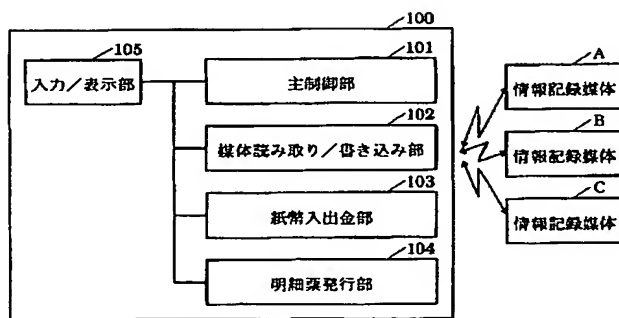 100
105
入力／表示部
101
主制御部
102
媒体読み取り／書き込み部
103
紙幣入出金部
104
明細票発行部
A
情報記録媒体
B
情報記録媒体
C
情報記録媒体